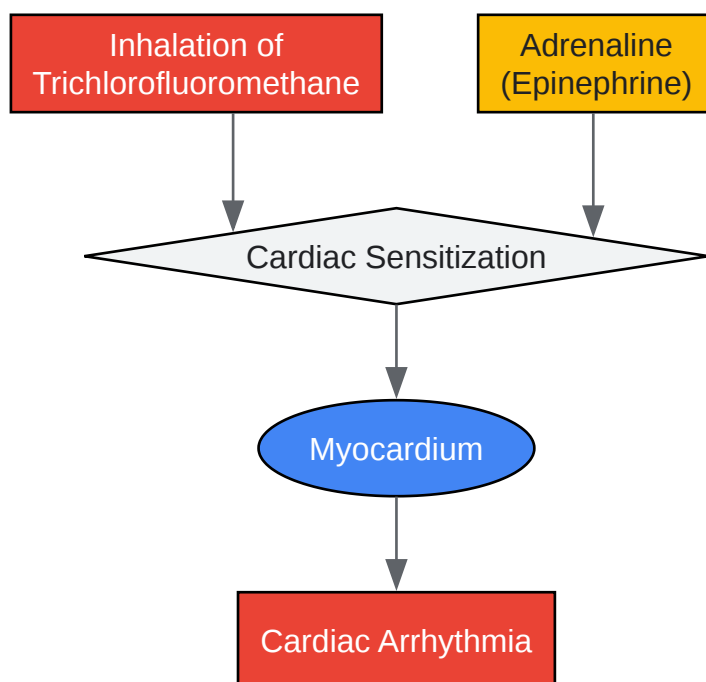 Inhalation of
Trichlorofluoromethane
Adrenaline
(Epinephrine)
Cardiac Sensitization
Myocardium
Cardiac Arrhythmia